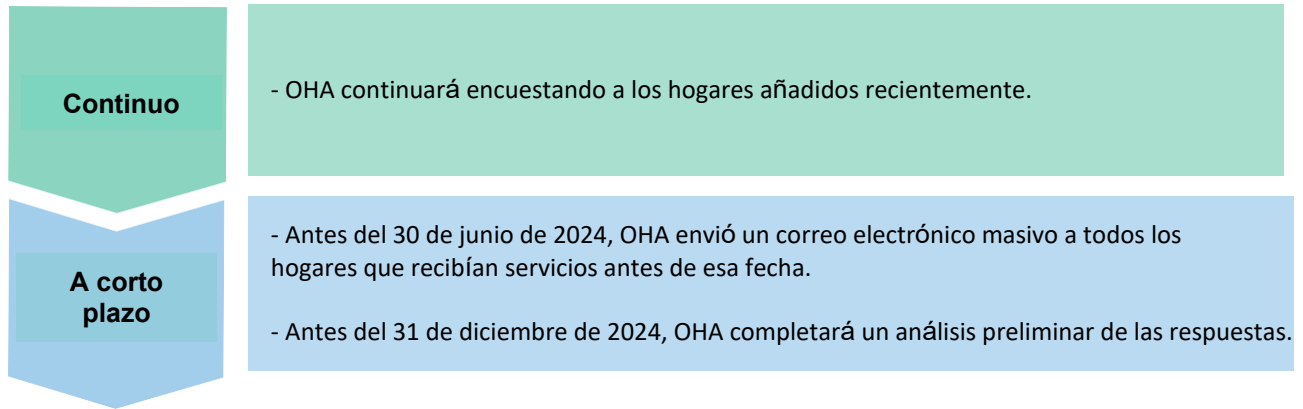 Continuo
- OHA continuará encuestando a los hogares añadidos recientemente.
A corto
plazo
- Antes del 30 de junio de 2024, OHA envió un correo electrónico masivo a todos los
hogares que recibían servicios antes de esa fecha.
- Antes del 31 de diciembre de 2024, OHA completará un análisis preliminar de las respuestas.